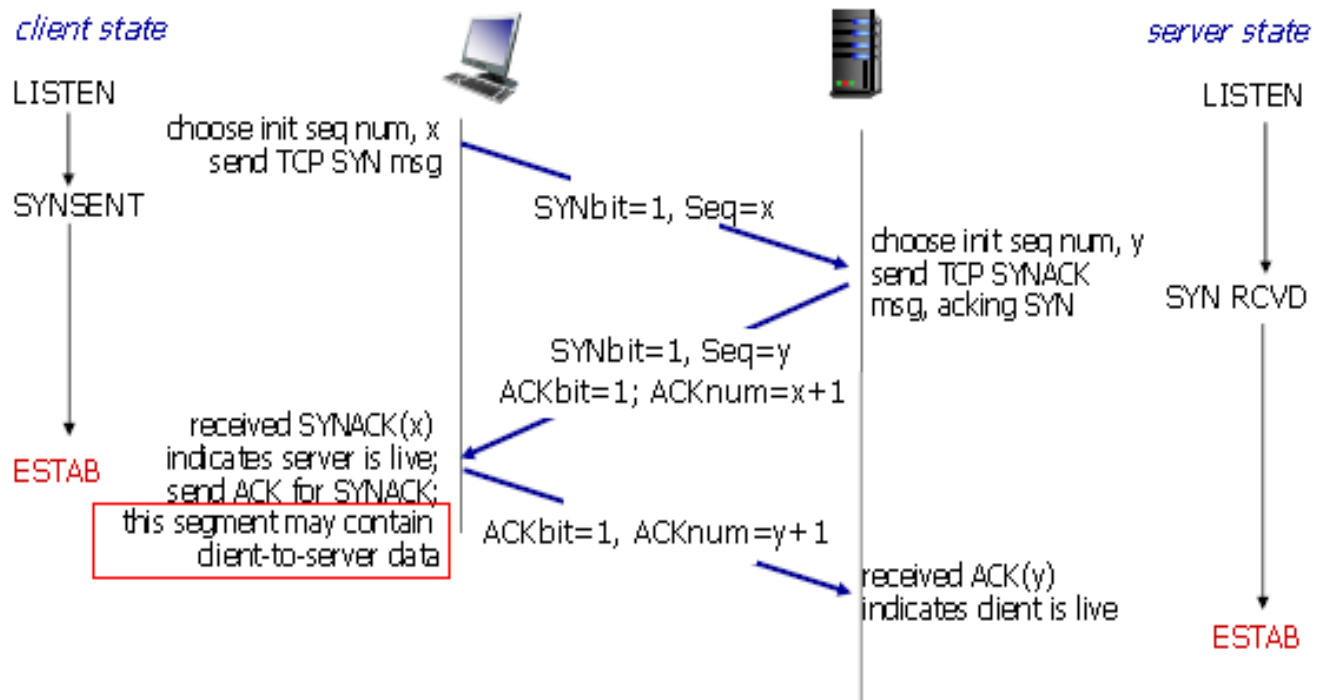 client state
server state
LISTEN
LISTEN
choose init seq num, x
send TCP SYN msg
SYNSENT
SYNbit=1, Seq=x
choose init seq num, y
send TCP SYNACK
msg, acking SYN
SYN RCVD
SYNbit=1, Seq=y
ACKbit=1; ACKnum=x+1
received SYNACK(x)
indicates server is live;
send ACK for SYNACK;
this segment may contain
client-to-server data
ESTAB
ACKbit=1, ACKnum=y+1
received ACK(y)
indicates client is live
ESTAB